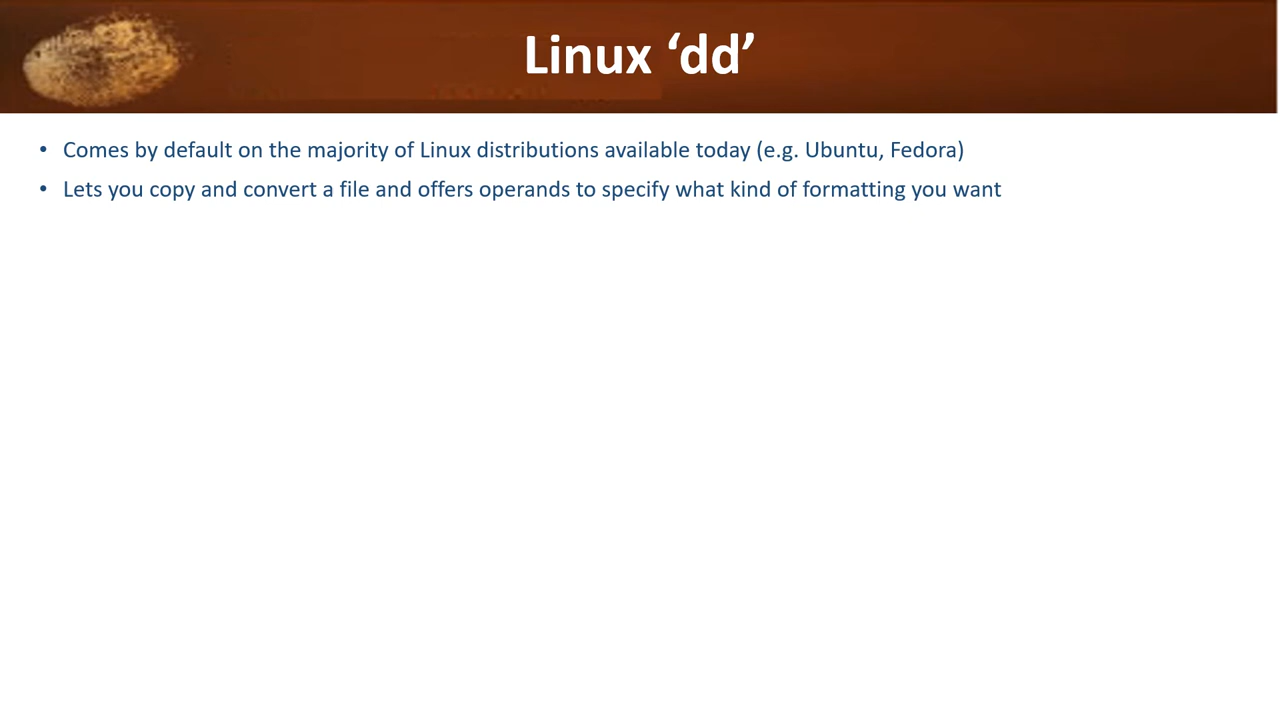 Linux ‘dd’
• Comes by default on the majority of Linux distributions available today (e.g. Ubuntu, Fedora)
• Lets you copy and convert a file and offers operands to specify what kind of formatting you want